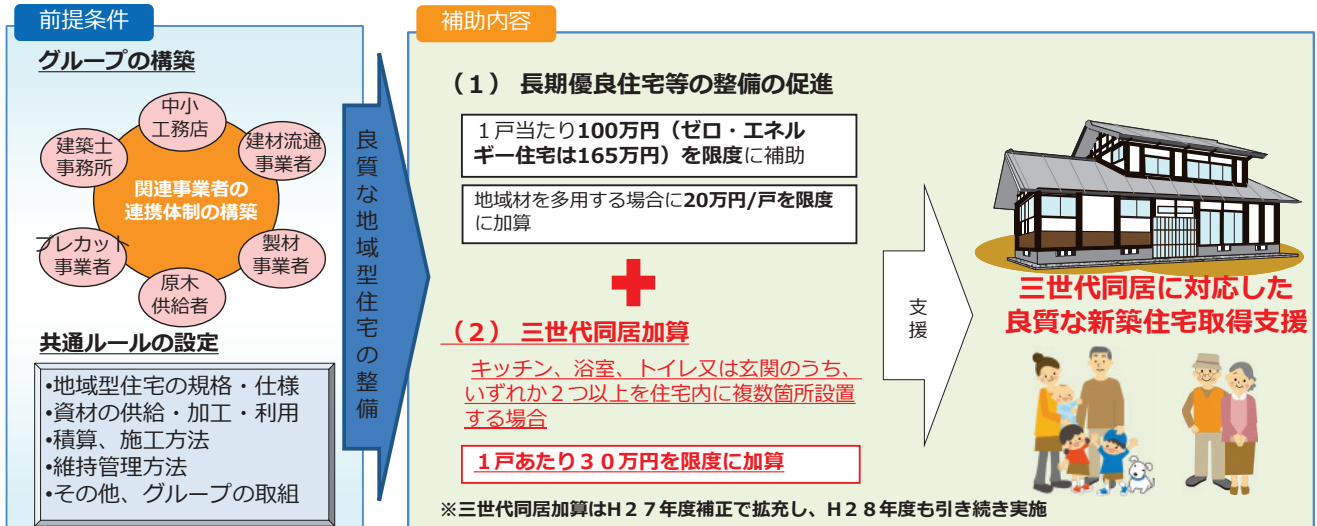 前提条件
グループの構築
中小
工務店
建築士
事務所
建材流通
事業者
関連事業者の
連携体制の構築
プレカット
事業者
製材
事業者
原木
供給者
共通ルールの設定
•地域型住宅の規格・仕様
•資材の供給・加工・利用
•積算、施工方法
•維持管理方法
•その他、グループの取組
良質な地域型住宅の整備
補助内容
（１） 長期優良住宅等の整備の促進
１戸当たり100万円（ゼロ・エネル
ギー住宅は165万円）を限度に補助
地域材を多用する場合に20万円/戸を限度
に加算
（２） 三世代同居加算
キッチン、浴室、トイレ又は玄関のうち、
いずれか２つ以上を住宅内に複数箇所設置
する場合
１戸あたり３０万円を限度に加算
※三世代同居加算はH２７年度補正で拡充し、H２８年度も引き続き実施
支援
三世代同居に対応した
良質な新築住宅取得支援